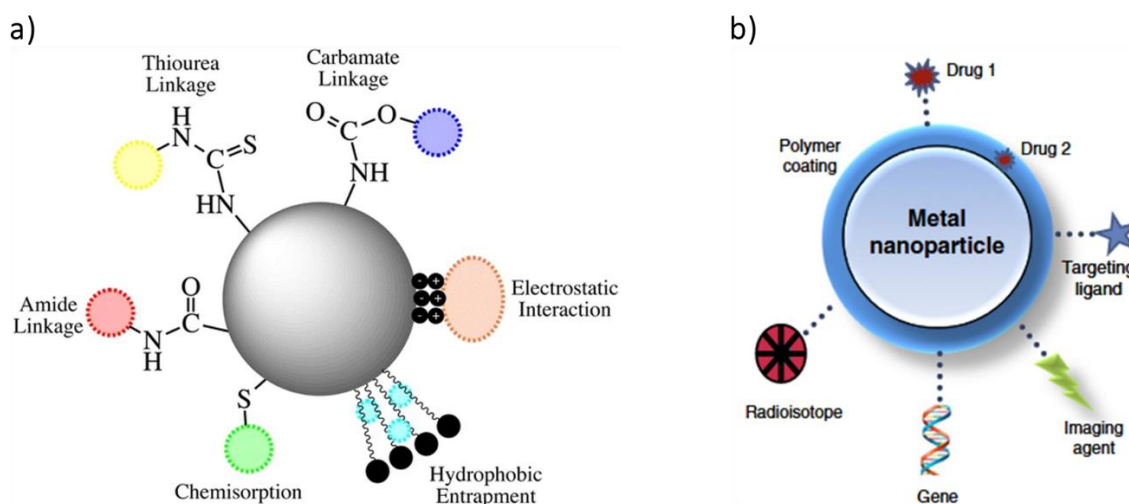 a)
Thiourea
Linkage
Carbamate
Linkage
H
N
C
S
HN
O
C
O
NH
Amide
Linkage
O
C
N
H
S
Chemisorption
Hydrophobic
Entrapment
- +
- +
- +
Electrostatic
Interaction
b)
Drug 1
Polymer
coating
Drug 2
Metal
nanoparticle
Targeting
ligand
Radioisotope
Imaging
agent
Gene